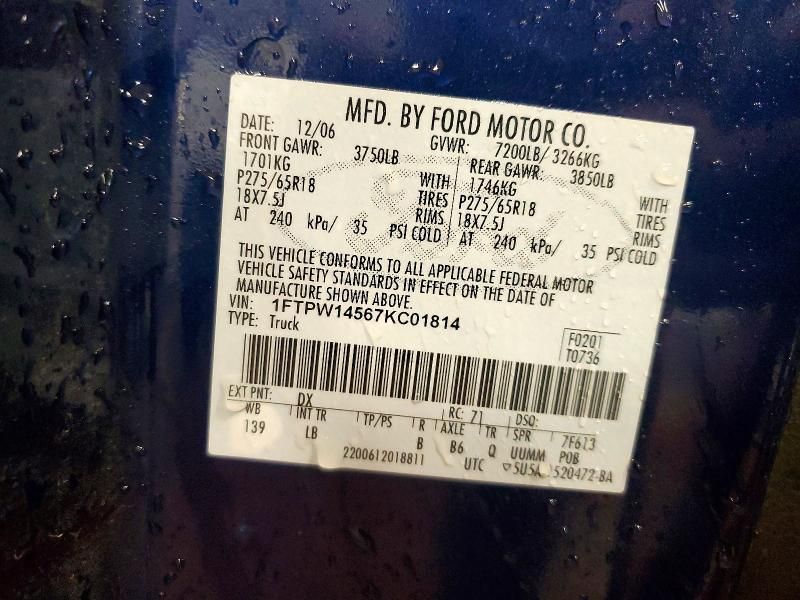 MFD. BY FORD MOTOR CO.
DATE: 12/06 GVWR: 7200LB/ 3266KG
FRONT GAWR: 3750LB REAR GAWR: 3850LB
1701KG WITH 1746KG WITH
P275/65R18 TIRES P275/65R18 TIRES
18X7.5J RIMS 18X7.5J RIMS
AT 240 kPa/ 35 PSI COLD AT 240 kPa/ 35 PSI COLD
THIS VEHICLE CONFORMS TO ALL APPLICABLE FEDERAL MOTOR
VEHICLE SAFETY STANDARDS IN EFFECT ON THE DATE OF
MANUFACTURE SHOWN ABOVE.
VIN: 1FTPW14567KC01814
TYPE: Truck
F0201
T0736
EXT PNT: DX RC: 71 DSO:
WB INT TR TP/PS R AXLE TR SPR 7F613
139 LB B B6 Q UUMM POB
2200612018811 UTC 5USA 520472-BA